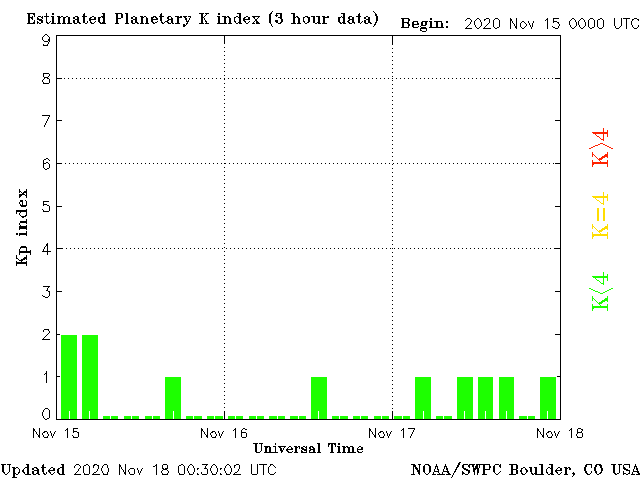 Estimated Planetary K index (3 hour data) Begin: 2020 Nov 15 0000 UTC
9
8
7
6
5
4
3
2
1
0
Kp index
K>4
K=4
K<4
Nov 15 Nov 16 Nov 17 Nov 18
Universal Time
Updated 2020 Nov 18 00:30:02 UTC NOAA/SWPC Boulder, CO USA